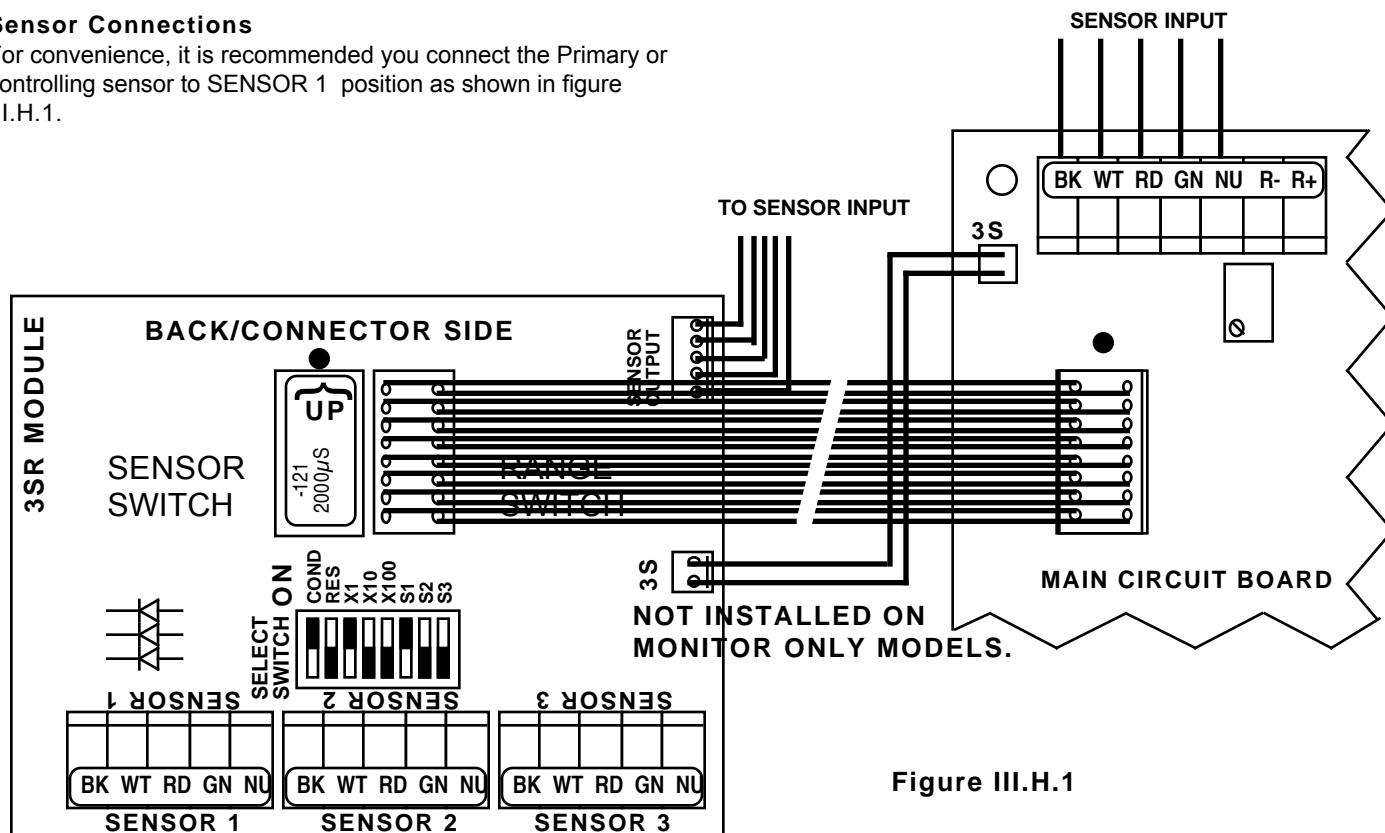 Sensor Connections
or convenience, it is recommended you connect the Primary or
ontrolling sensor to SENSOR 1 position as shown in figure
I.H.1.
SENSOR INPUT
BK WT RD GN NU R- R+
TO SENSOR INPUT
3S
3SR MODULE
BACK/CONNECTOR SIDE
SENSOR
OUTPUT
UP
-121
2000µS
SENSOR
SWITCH
RANGE
SWITCH
3S
MAIN CIRCUIT BOARD
NOT INSTALLED ON
MONITOR ONLY MODELS.
SELECT
SWITCH
ON
COND
RES
X1
X10
X100
S1
S2
S3
SENSOR 1
SENSOR 2
SENSOR 3
BK WT RD GN NU
BK WT RD GN NU
BK WT RD GN NU
SENSOR 1
SENSOR 2
SENSOR 3
Figure III.H.1